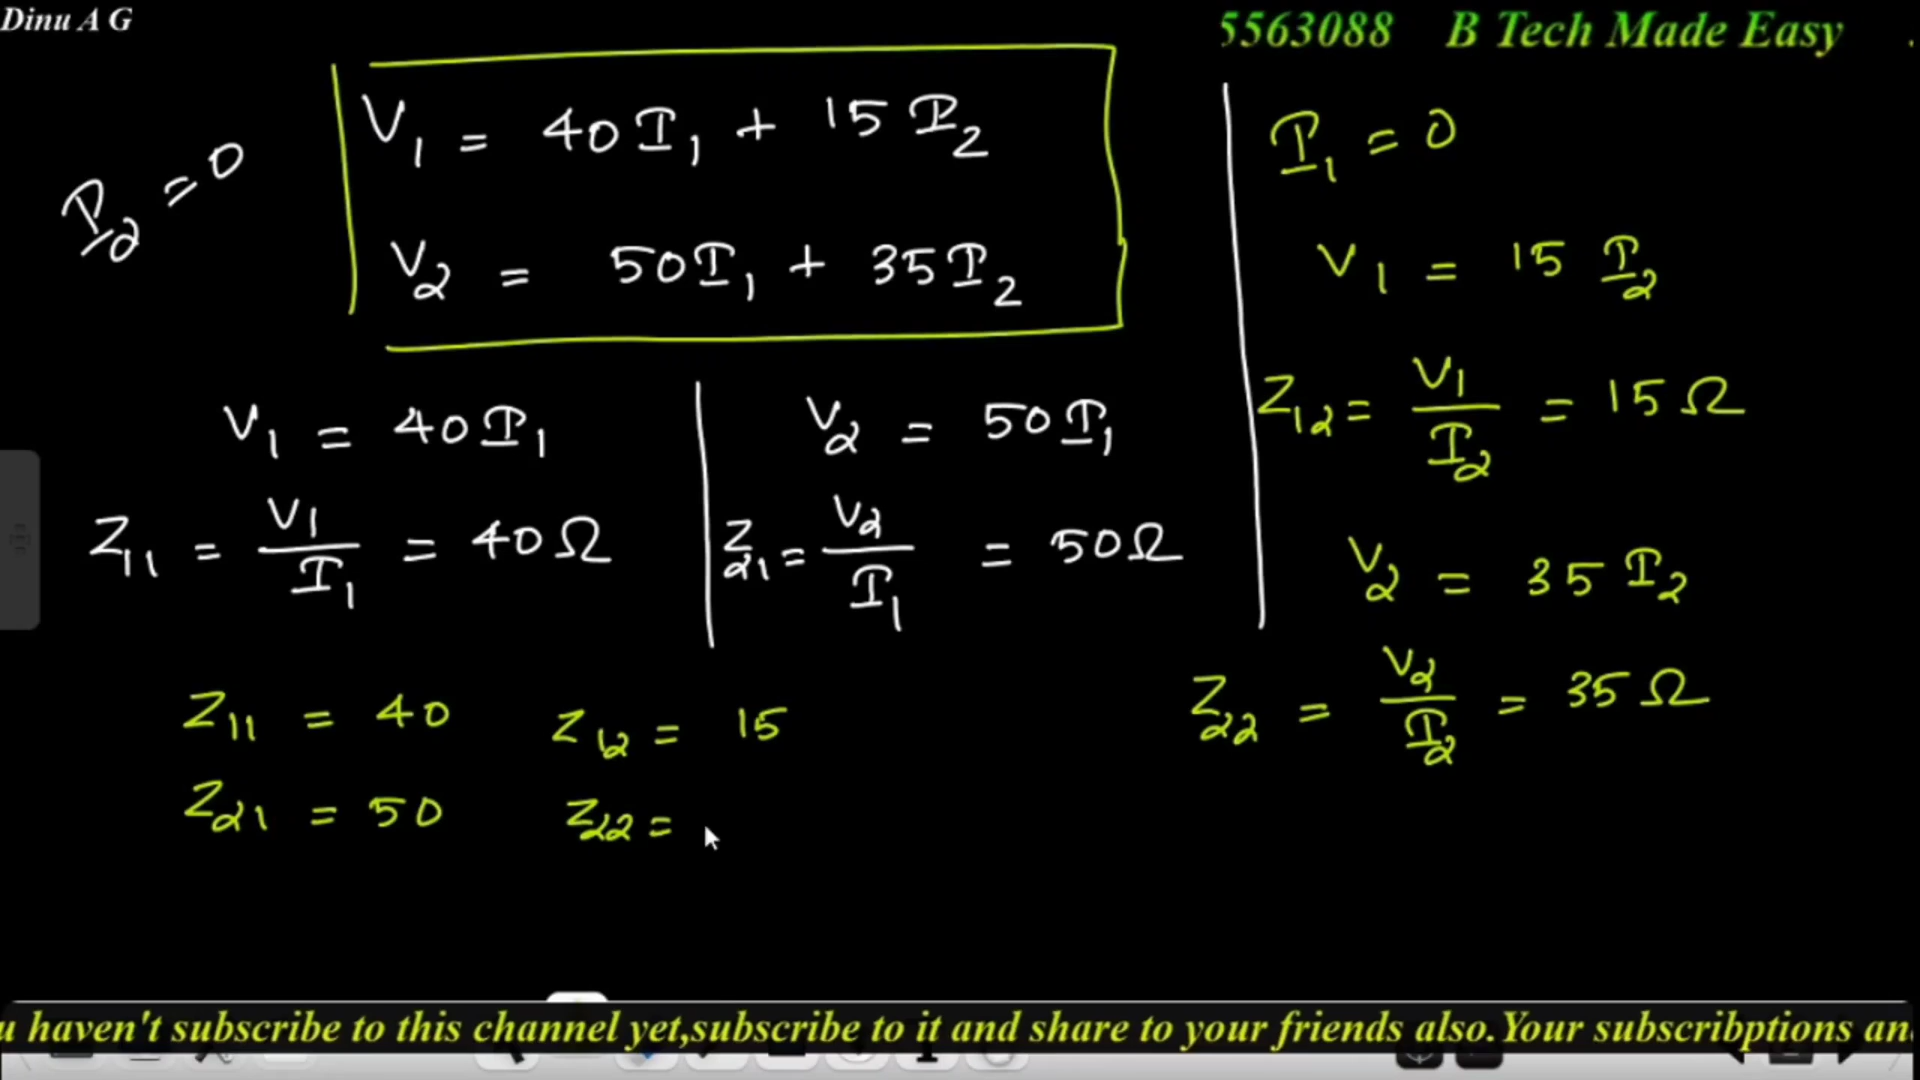 Dinu A G
5563088 B Tech Made Easy .
I2 = 0
V1 = 40I1 + 15I2
V2 = 50I1 + 35I2
V1 = 40I1
Z11 = V1/I1 = 40Ω
V2 = 50I1
Z21 = V2/I1 = 50Ω
I1 = 0
V1 = 15 I2
Z12 = V1/I2 = 15Ω
V2 = 35 I2
Z22 = V2/I2 = 35Ω
Z11 = 40 Z12 = 15
Z21 = 50 Z22 =
u haven't subscribe to this channel yet,subscribe to it and share to your friends also.Your subscribptions an